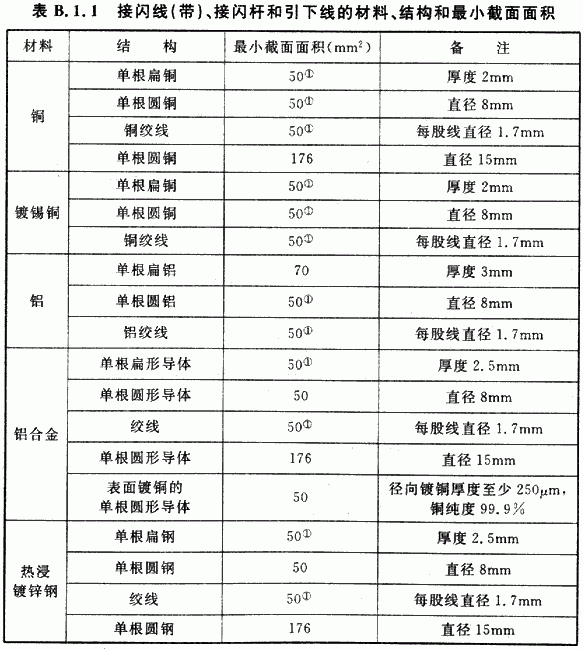 表 B.1.1 接闪线(带)、接闪杆和引下线的材料、结构和最小截面面积
材料 结 构 最小截面面积(mm²) 备 注
铜 单根扁铜 50① 厚度 2mm
单根圆铜 50① 直径 8mm
铜绞线 50① 每股线直径 1.7mm
单根圆铜 176 直径 15mm
镀锡铜 单根扁铜 50① 厚度 2mm
单根圆铜 50① 直径 8mm
铜绞线 50① 每股线直径 1.7mm
铝 单根扁铝 70 厚度 3mm
单根圆铝 50① 直径 8mm
铝绞线 50① 每股线直径 1.7mm
铝合金 单根扁形导体 50① 厚度 2.5mm
单根圆形导体 50 直径 8mm
绞线 50① 每股线直径 1.7mm
单根圆形导体 176 直径 15mm
表面镀铜的
单根圆形导体 50 径向镀铜厚度至少 250μm,
铜纯度 99.9%
热浸
镀锌钢 单根扁钢 50① 厚度 2.5mm
单根圆钢 50 直径 8mm
绞线 50① 每股线直径 1.7mm
单根圆钢 176 直径 15mm